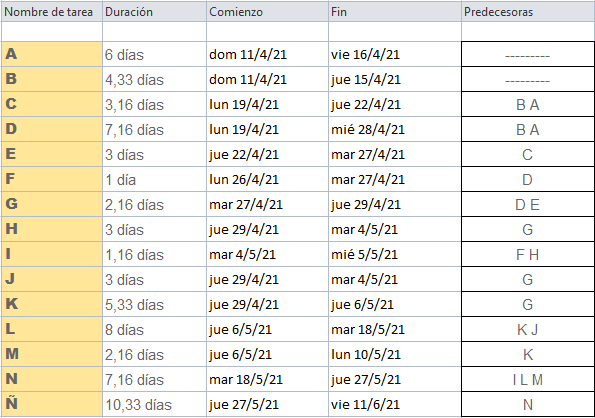 Nombre de tarea Duración Comienzo Fin Predecesoras
A 6 días dom 11/4/21 vie 16/4/21 ---------
B 4,33 días dom 11/4/21 jue 15/4/21 ---------
C 3,16 días lun 19/4/21 jue 22/4/21 B A
D 7,16 días lun 19/4/21 mié 28/4/21 B A
E 3 días jue 22/4/21 mar 27/4/21 C
F 1 día lun 26/4/21 mar 27/4/21 D
G 2,16 días mar 27/4/21 jue 29/4/21 D E
H 3 días jue 29/4/21 mar 4/5/21 G
I 1,16 días mar 4/5/21 mié 5/5/21 F H
J 3 días jue 29/4/21 mar 4/5/21 G
K 5,33 días jue 29/4/21 jue 6/5/21 G
L 8 días jue 6/5/21 mar 18/5/21 K J
M 2,16 días jue 6/5/21 lun 10/5/21 K
N 7,16 días mar 18/5/21 jue 27/5/21 I L M
Ñ 10,33 días jue 27/5/21 vie 11/6/21 N